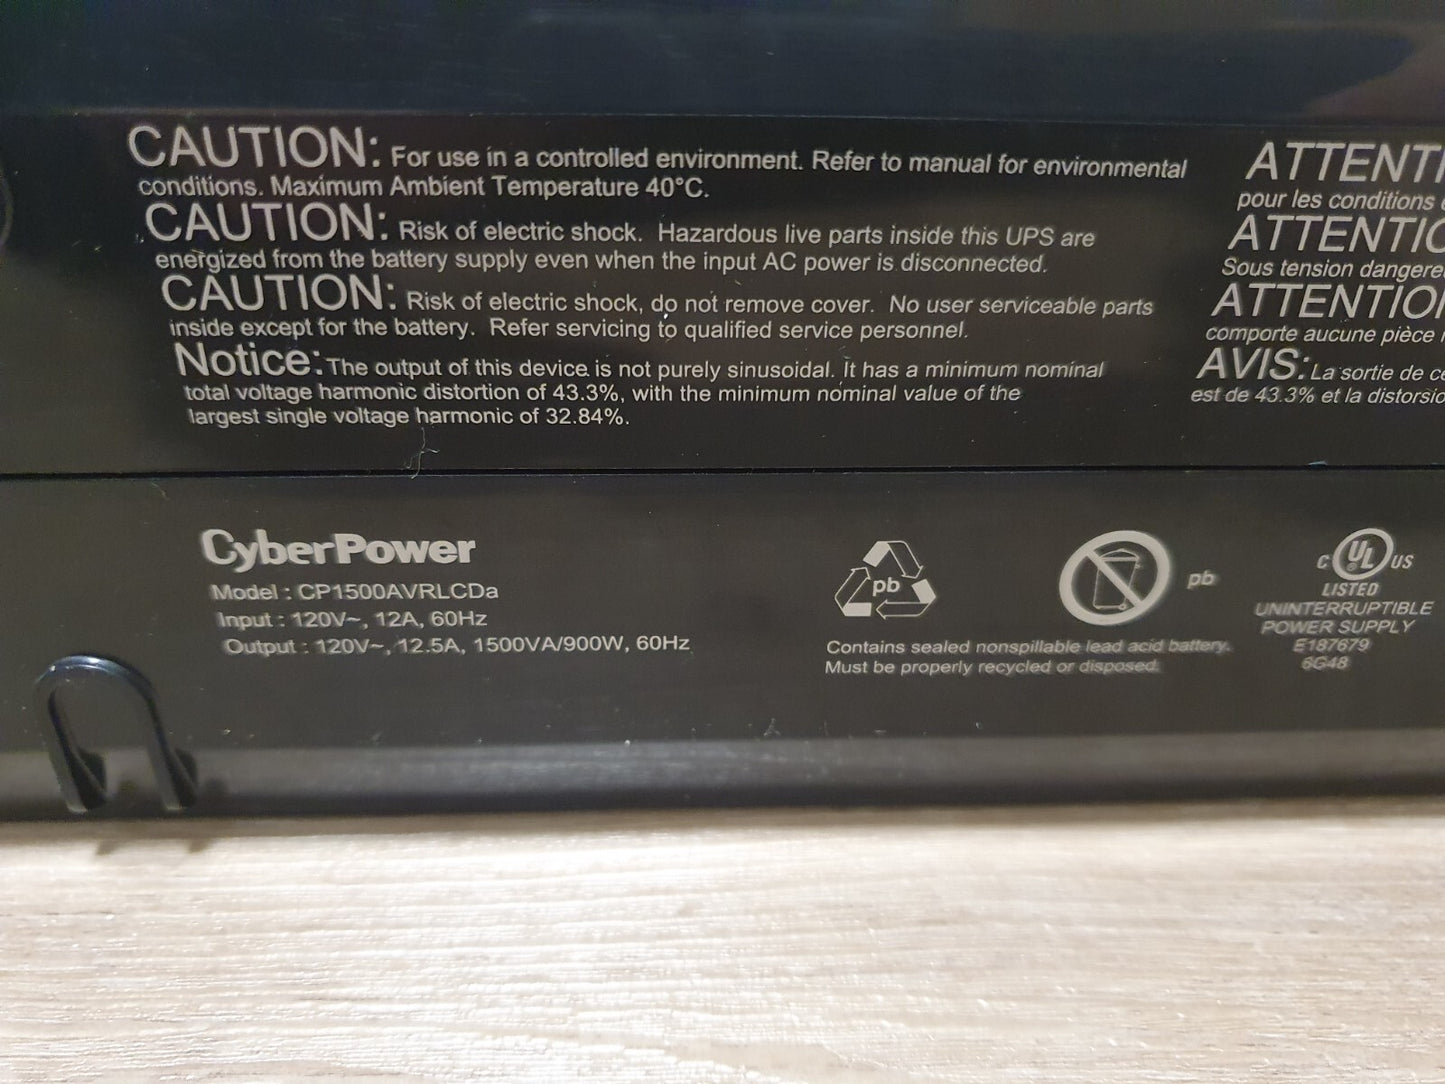 CAUTION: For use in a controlled environment. Refer to manual for environmental
conditions. Maximum Ambient Temperature 40°C.
CAUTION: Risk of electric shock. Hazardous live parts inside this UPS are
energized from the battery supply even when the input AC power is disconnected.
CAUTION: Risk of electric shock, do not remove cover. No user serviceable parts
inside except for the battery. Refer servicing to qualified service personnel.
Notice: The output of this device is not purely sinusoidal. It has a minimum nominal
total voltage harmonic distortion of 43.3%, with the minimum nominal value of the
largest single voltage harmonic of 32.84%.
ATTENTI
pour les conditions
ATTENTIO
Sous tension dangere
ATTENTION
comporte aucune pièce
AVIS: La sortie de ce
est de 43.3% et la distorsio
CyberPower
Model : CP1500AVRLCDa
Input : 120V~, 12A, 60Hz
Output : 120V~, 12.5A, 1500VA/900W, 60Hz
pb
pb
Contains sealed nonspillable lead acid battery.
Must be properly recycled or disposed.
C UL ® US
LISTED
UNINTERRUPTIBLE
POWER SUPPLY
E187679
6G48